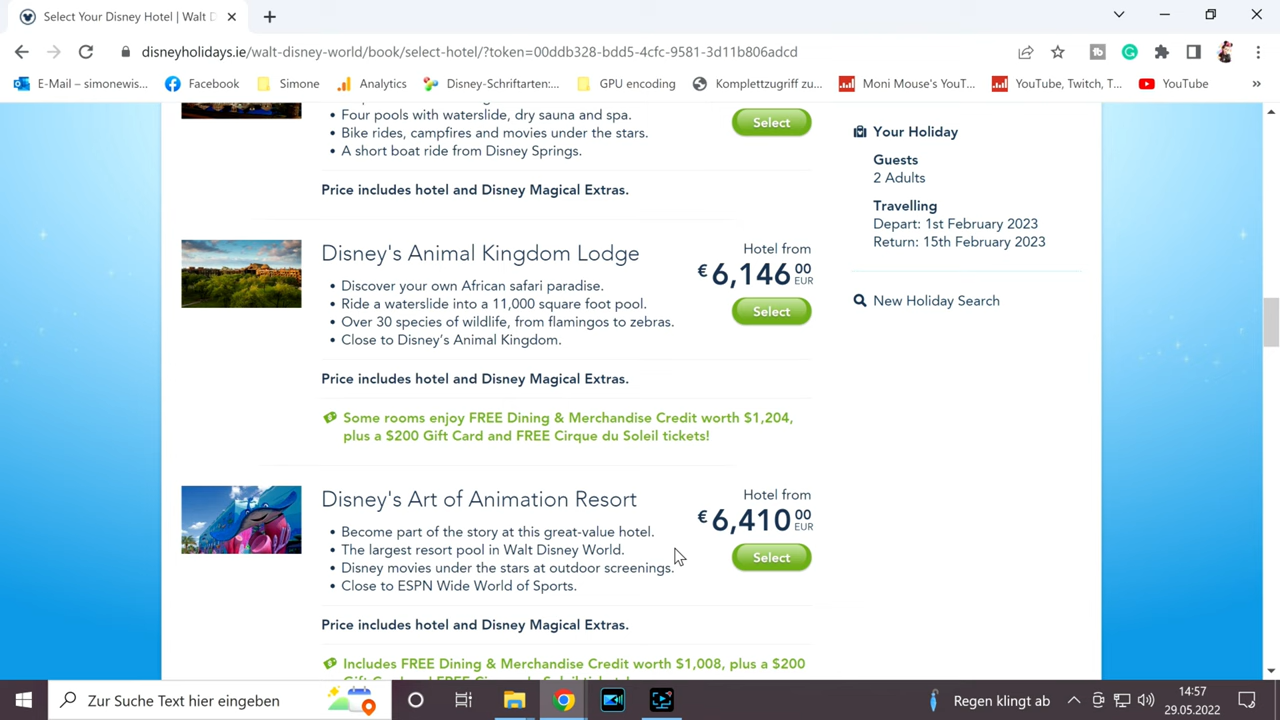 Select Your Disney Hotel | Walt D
disneyholidays.ie/walt-disney-world/book/select-hotel/?token=00ddb328-bdd5-4cfc-9581-3d11b806adcd
E-Mail – simonewis...
Facebook
Simone
Analytics
Disney-Schriftarten:...
GPU encoding
Komplettzugriff zu...
Moni Mouse's YouT...
YouTube, Twitch, T...
YouTube
»
• Four pools with waterslide, dry sauna and spa.
• Bike rides, campfires and movies under the stars.
• A short boat ride from Disney Springs.
Select
Price includes hotel and Disney Magical Extras.
Disney's Animal Kingdom Lodge
• Discover your own African safari paradise.
• Ride a waterslide into a 11,000 square foot pool.
• Over 30 species of wildlife, from flamingos to zebras.
• Close to Disney's Animal Kingdom.
Hotel from
€ 6,146 00 EUR
Select
Price includes hotel and Disney Magical Extras.
Some rooms enjoy FREE Dining & Merchandise Credit worth $1,204,
plus a $200 Gift Card and FREE Cirque du Soleil tickets!
Disney's Art of Animation Resort
• Become part of the story at this great-value hotel.
• The largest resort pool in Walt Disney World.
• Disney movies under the stars at outdoor screenings.
• Close to ESPN Wide World of Sports.
Hotel from
€ 6,410 00 EUR
Select
Price includes hotel and Disney Magical Extras.
Includes FREE Dining & Merchandise Credit worth $1,008, plus a $200
Your Holiday
Guests
2 Adults
Travelling
Depart: 1st February 2023
Return: 15th February 2023
New Holiday Search
Zur Suche Text hier eingeben
Regen klingt ab
14:57
29.05.2022